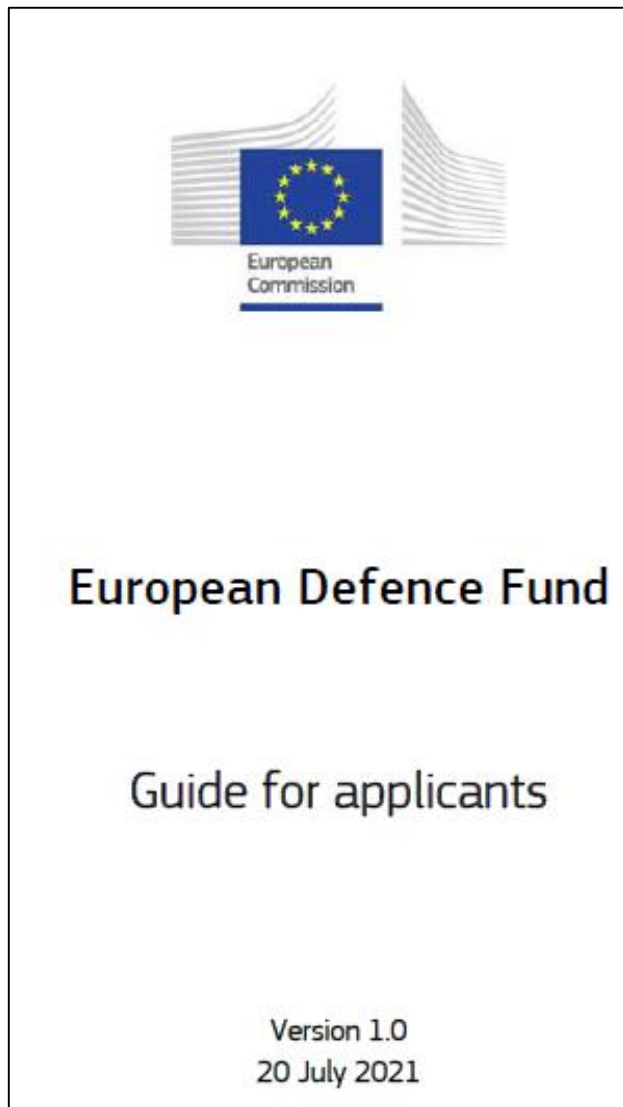 European
Commission
European Defence Fund
Guide for applicants
Version 1.0
20 July 2021